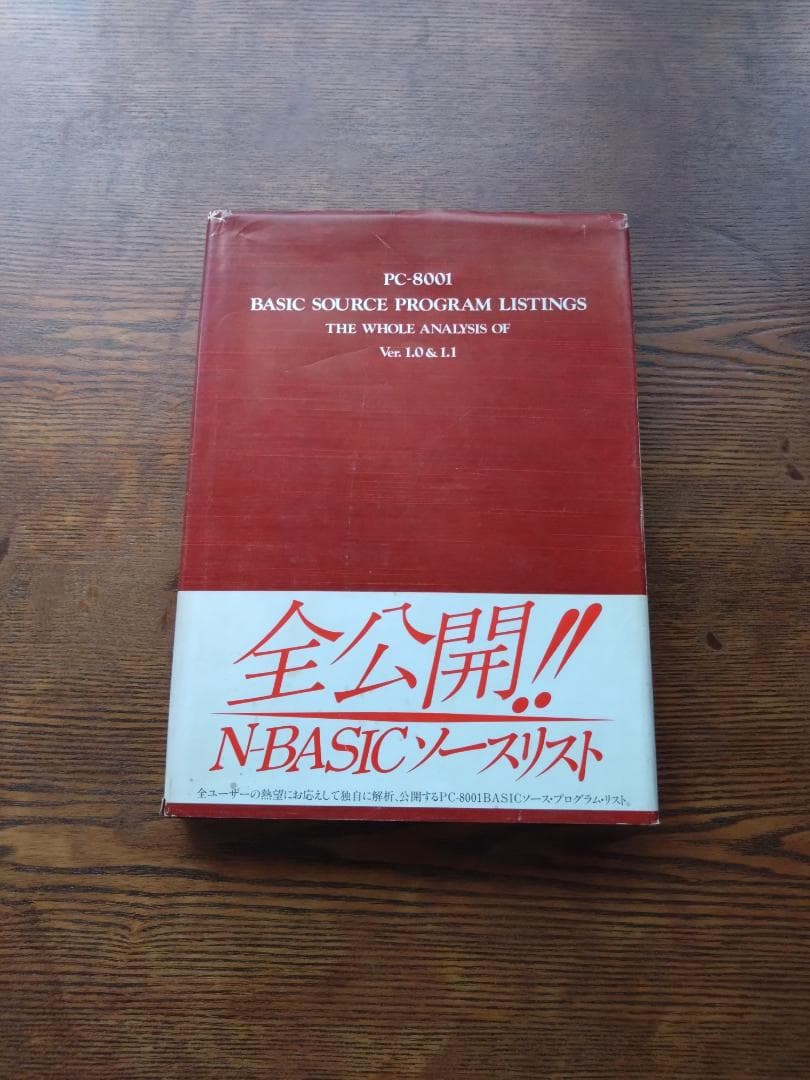 PC-8001
BASIC SOURCE PROGRAM LISTINGS
THE WHOLE ANALYSIS OF
Ver. 1.0 & 1.1
全公開!!
N-BASICソースリスト
全ユーザーの熱望にお応えして独自に解析、公開するPC-8001BASICソース・プログラム・リスト。